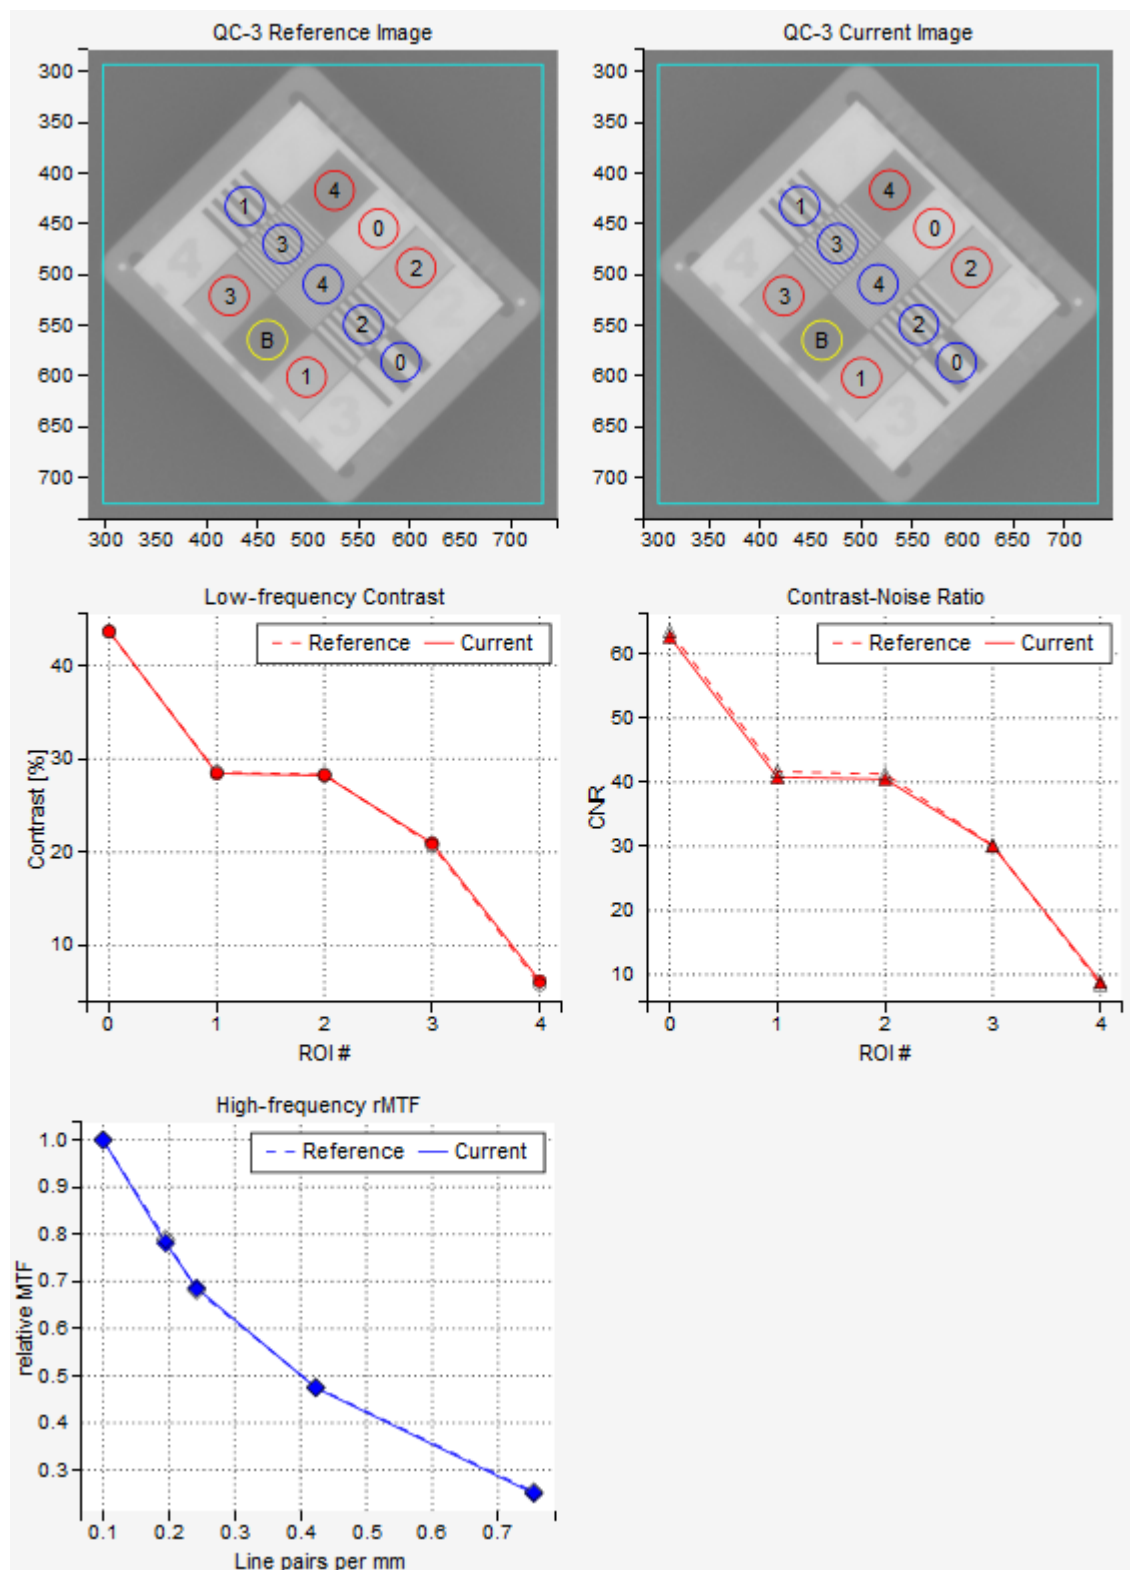 QC-3 Reference Image
300
350
400
450
500
550
600
650
700
1
3
4
2
0
4
0
2
3
B
1
300 350 400 450 500 550 600 650 700
QC-3 Current Image
300
350
400
450
500
550
600
650
700
1
3
4
2
0
4
0
2
3
B
1
300 350 400 450 500 550 600 650 700
Low-frequency Contrast
Reference Current
Contrast [%]
40
30
20
10
0 1 2 3 4
ROI #
Contrast-Noise Ratio
Reference Current
CNR
60
50
40
30
20
10
0 1 2 3 4
ROI #
High-frequency rMTF
Reference Current
relative MTF
1.0
0.9
0.8
0.7
0.6
0.5
0.4
0.3
0.1 0.2 0.3 0.4 0.5 0.6 0.7
Line pairs per mm